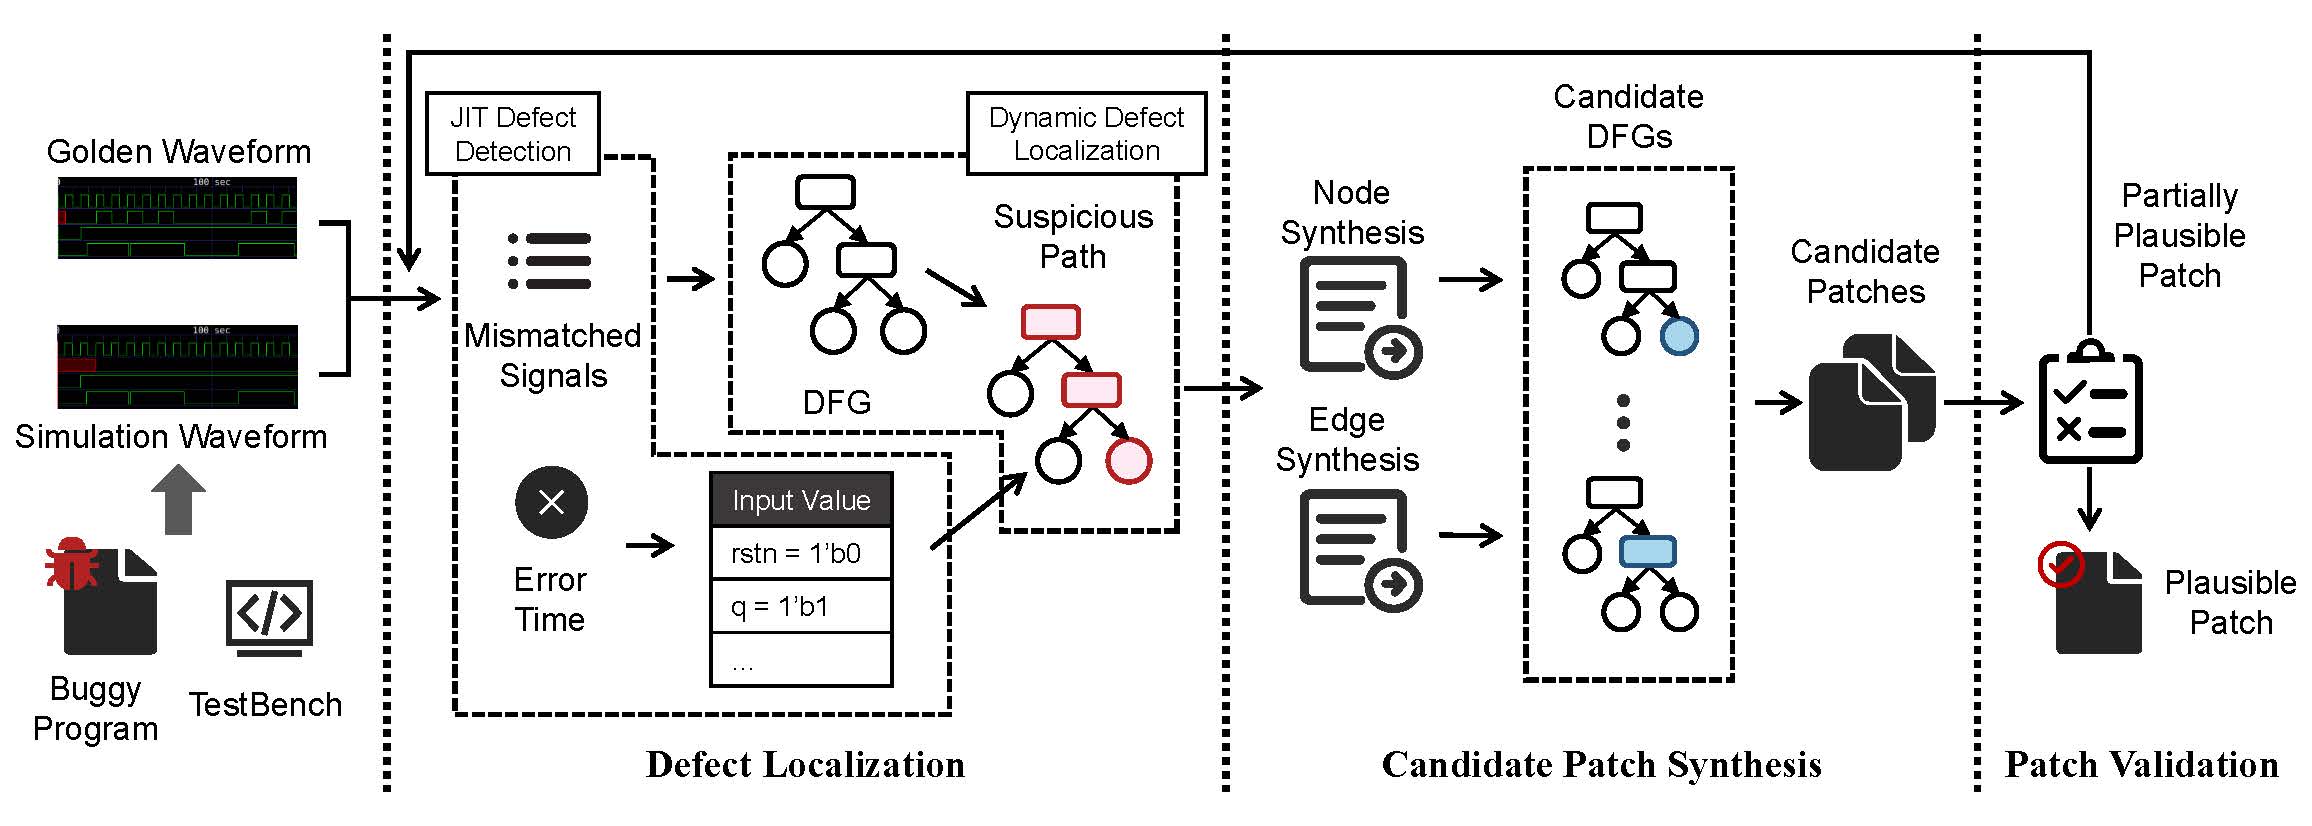 Golden Waveform
100 sec
100 sec
Simulation Waveform
Buggy
Program
TestBench
JIT Defect
Detection
Mismatched
Signals
Error
Time
Input Value
rstn = 1’b0
q = 1’b1
...
DFG
Dynamic Defect
Localization
Suspicious
Path
Defect Localization
Node
Synthesis
Edge
Synthesis
Candidate
DFGs
Candidate
Patches
Candidate Patch Synthesis
Partially
Plausible
Patch
Plausible
Patch
Patch Validation